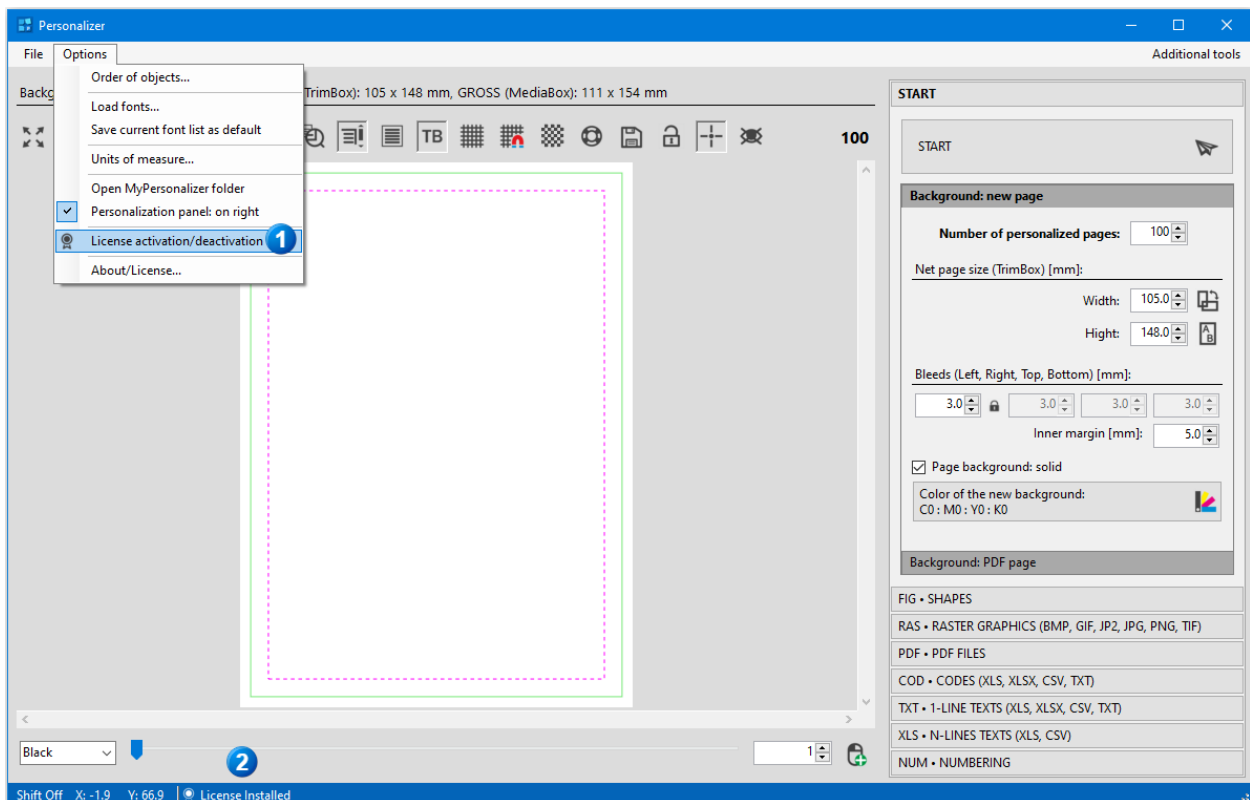 Personalizer
File Options Additional tools
Order of objects...
Load fonts...
Save current font list as default
Units of measure...
Open MyPersonalizer folder
Personalization panel: on right
License activation/deactivation 1
About/License...
TrimBox): 105 x 148 mm, GROSS (MediaBox): 111 x 154 mm
TB 100
START
START
Background: new page
Number of personalized pages: 100
Net page size (TrimBox) [mm]:
Width: 105.0
Hight: 148.0
A
B
Bleeds (Left, Right, Top, Bottom) [mm]:
3.0 3.0 3.0 3.0
Inner margin [mm]: 5.0
Page background: solid
Color of the new background:
C0 : M0 : Y0 : K0
Background: PDF page
FIG • SHAPES
RAS • RASTER GRAPHICS (BMP, GIF, JP2, JPG, PNG, TIF)
PDF • PDF FILES
COD • CODES (XLS, XLSX, CSV, TXT)
TXT • 1-LINE TEXTS (XLS, XLSX, CSV, TXT)
XLS • N-LINES TEXTS (XLS, CSV)
NUM • NUMBERING
Black 1
2
Shift Off X: -1.9 Y: 66.9 License Installed